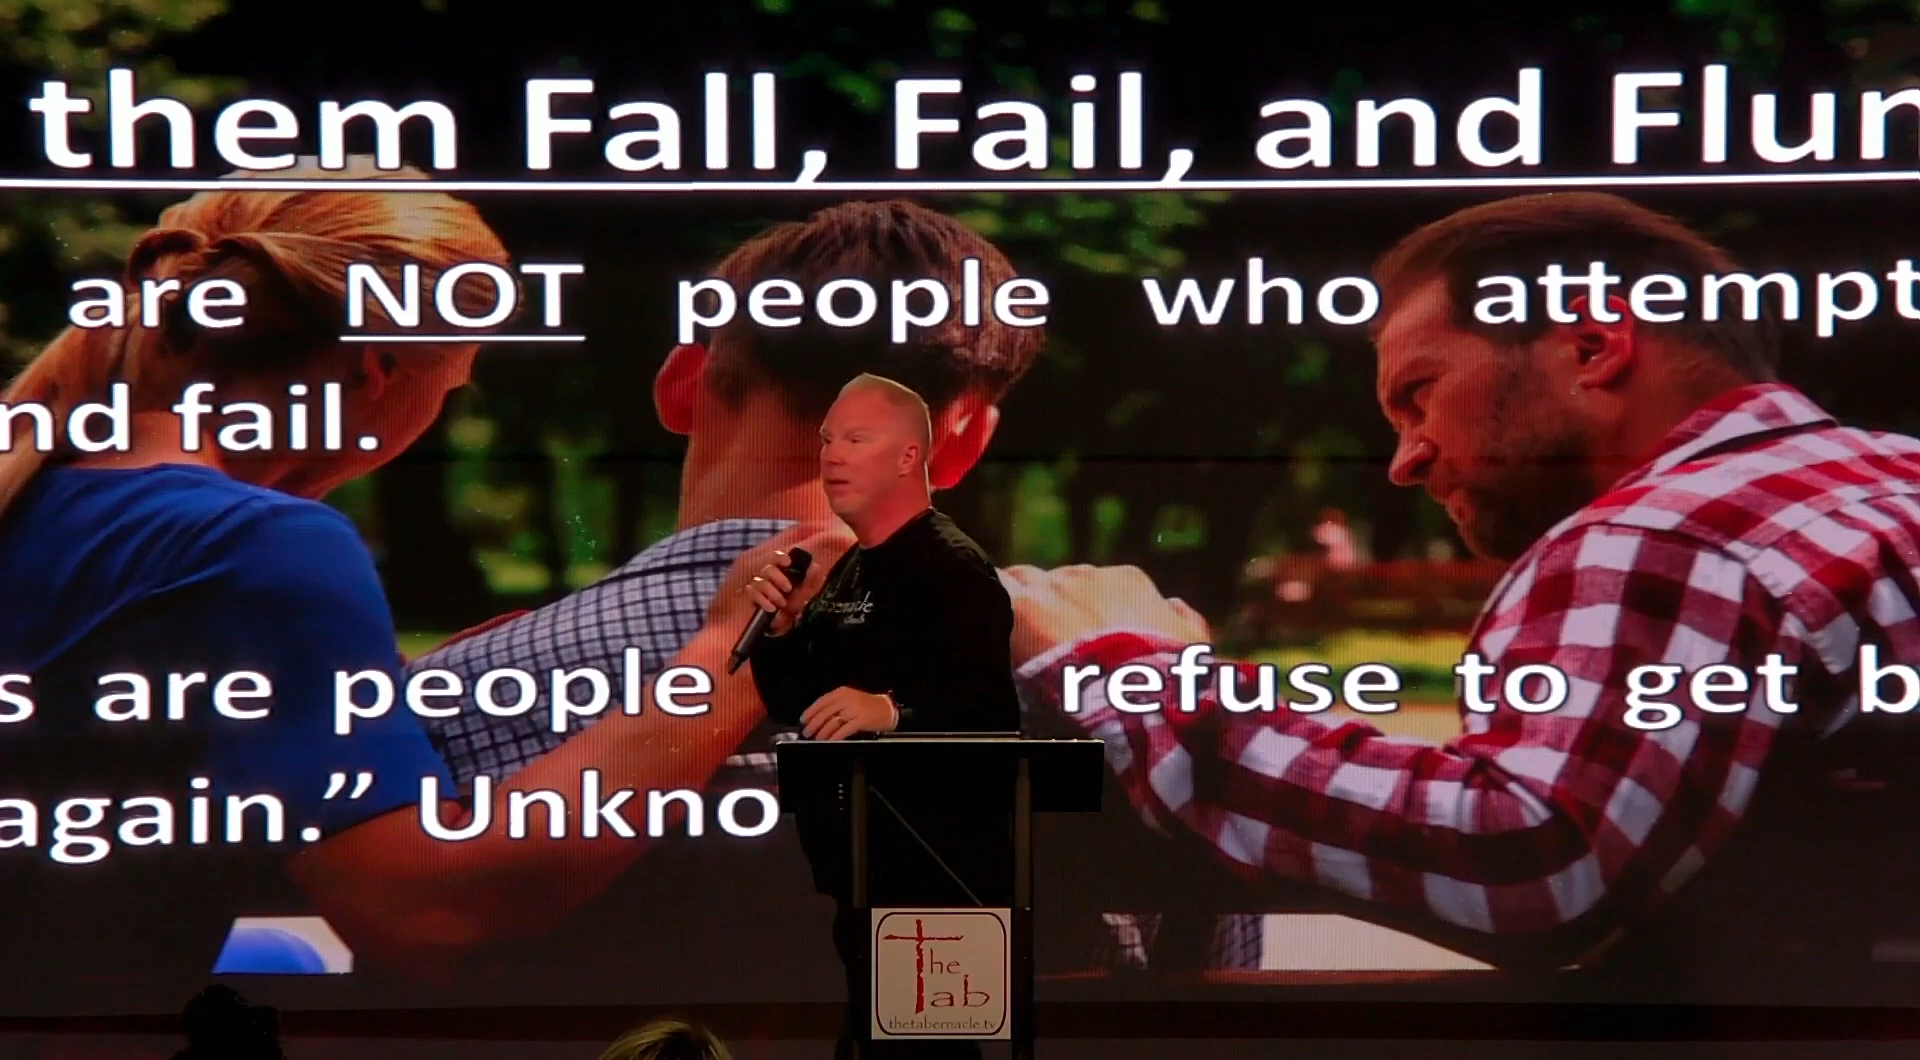 them Fall, Fail, and Flun
are NOT people who attempt
nd fail.
s are people refuse to get b
again.” Unkno
The
Tab
thetabernacle.tv